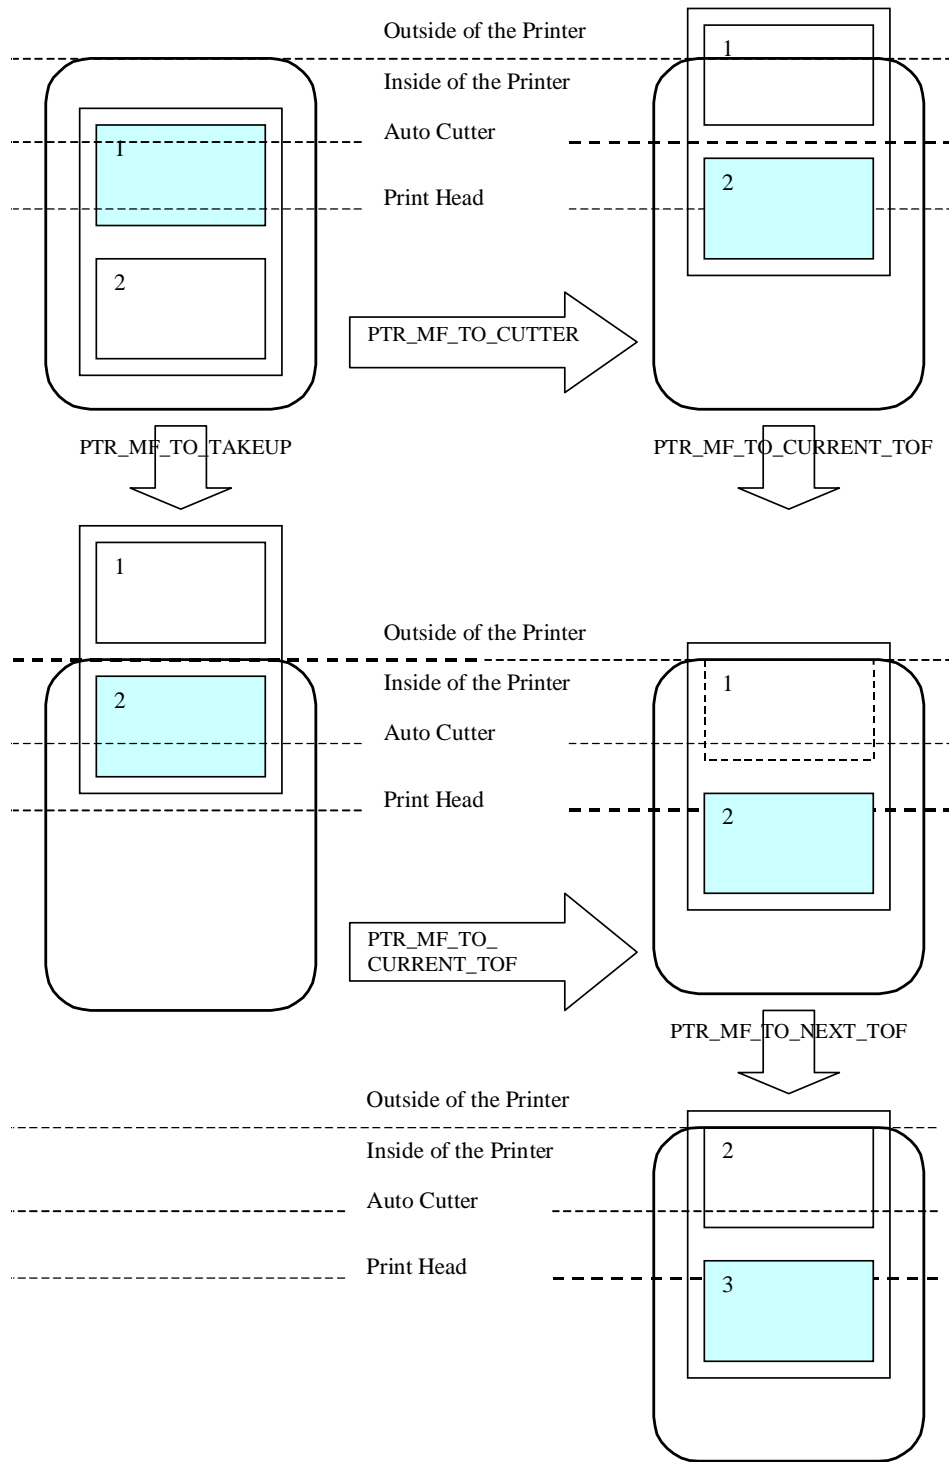 Outside of the Printer
1
Inside of the Printer
Auto Cutter
1
2
Print Head
2
PTR_MF_TO_CUTTER
PTR_MF_TO_TAKEUP
PTR_MF_TO_CURRENT_TOF
1
Outside of the Printer
Inside of the Printer
2
1
Auto Cutter
Print Head
2
PTR_MF_TO_
CURRENT_TOF
PTR_MF_TO_NEXT_TOF
Outside of the Printer
Inside of the Printer
2
Auto Cutter
Print Head
3